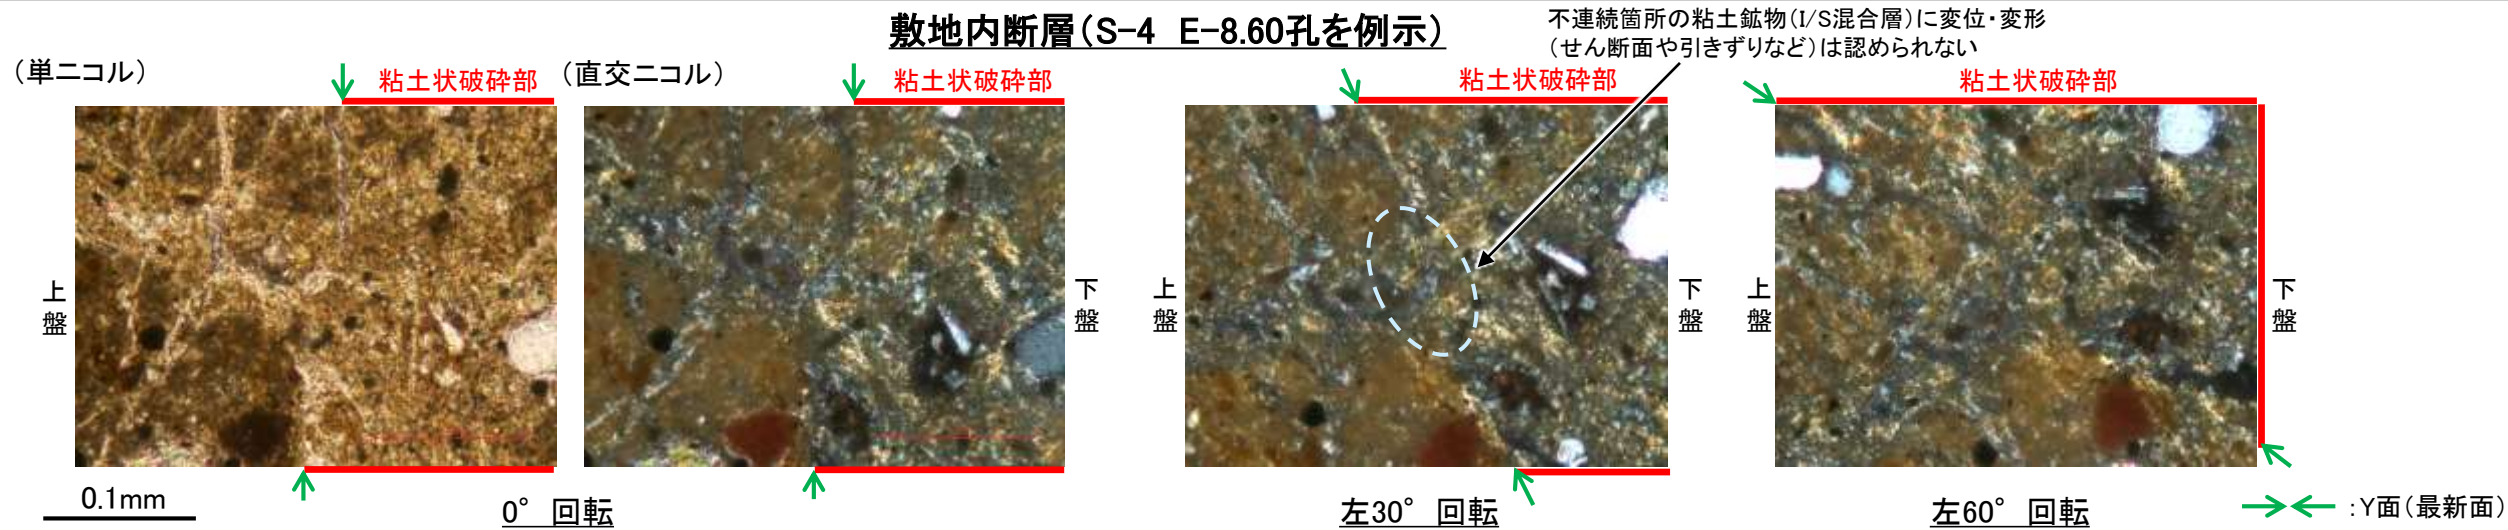 敷地内断層(S-4 E-8.60孔を例示)
不連続箇所の粘土鉱物(I/S混合層)に変位・変形
(せん断面や引きずりなど)は認められない
(単ニコル)
粘土状破砕部
(直交ニコル)
粘土状破砕部
粘土状破砕部
粘土状破砕部
上盤
下盤
上盤
下盤
上盤
下盤
0.1mm
0° 回転
左30° 回転
左60° 回転
:Y面(最新面)